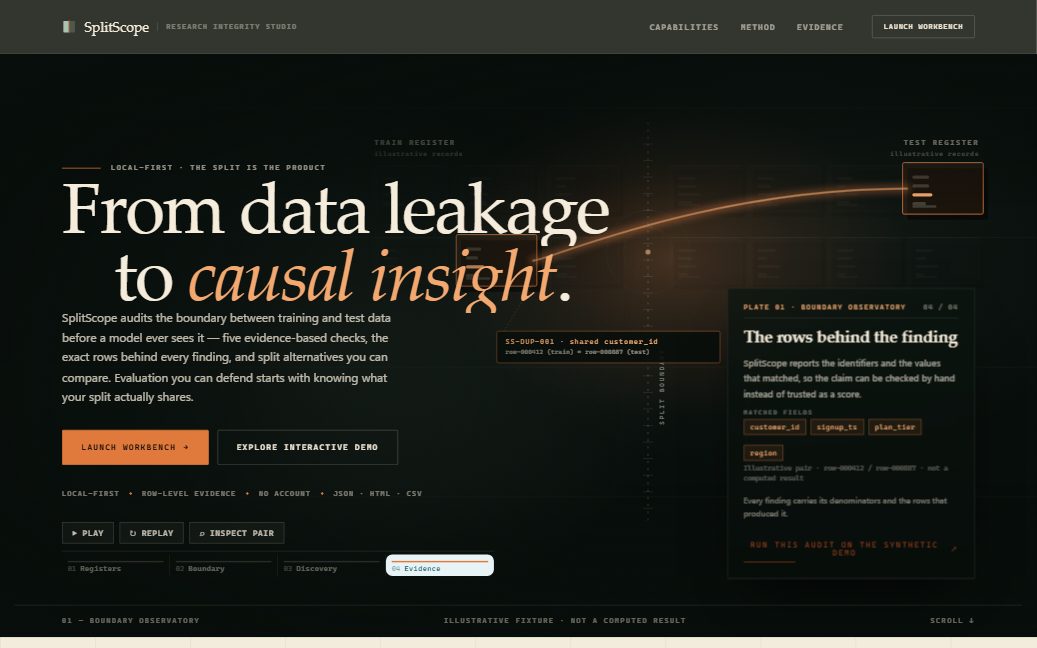 SplitScope
RESEARCH INTEGRITY STUDIO
CAPABILITIES
METHOD
EVIDENCE
LAUNCH WORKBENCH
TRAIN REGISTER
illustrative records
TEST REGISTER
illustrative records
LOCAL-FIRST · THE SPLIT IS THE PRODUCT
From data leakage
to causal insight.
SplitScope audits the boundary between training and test data
before a model ever sees it — five evidence-based checks, the
exact rows behind every finding, and split alternatives you can
compare. Evaluation you can defend starts with knowing what
your split actually shares.
LAUNCH WORKBENCH →
EXPLORE INTERACTIVE DEMO
LOCAL-FIRST ✦ ROW-LEVEL EVIDENCE ✦ NO ACCOUNT ✦ JSON · HTML · CSV
▶ PLAY
↻ REPLAY
⌕ INSPECT PAIR
01 Registers
02 Boundary
03 Discovery
04 Evidence
SS-DUP-001 · shared customer_id
row-000412 (train) = row-000887 (test)
SPLIT BOUNDA
PLATE 01 · BOUNDARY OBSERVATORY
04 / 04
The rows behind the finding
SplitScope reports the identifiers and the values
that matched, so the claim can be checked by hand
instead of trusted as a score.
MATCHED FIELDS
customer_id
signup_ts
plan_tier
region
Illustrative pair · row-000412 / row-000887 · not a
computed result
Every finding carries its denominators and the rows that
produced it.
RUN THIS AUDIT ON THE SYNTHETIC
DEMO ↗
01 — BOUNDARY OBSERVATORY
ILLUSTRATIVE FIXTURE · NOT A COMPUTED RESULT
SCROLL ↓